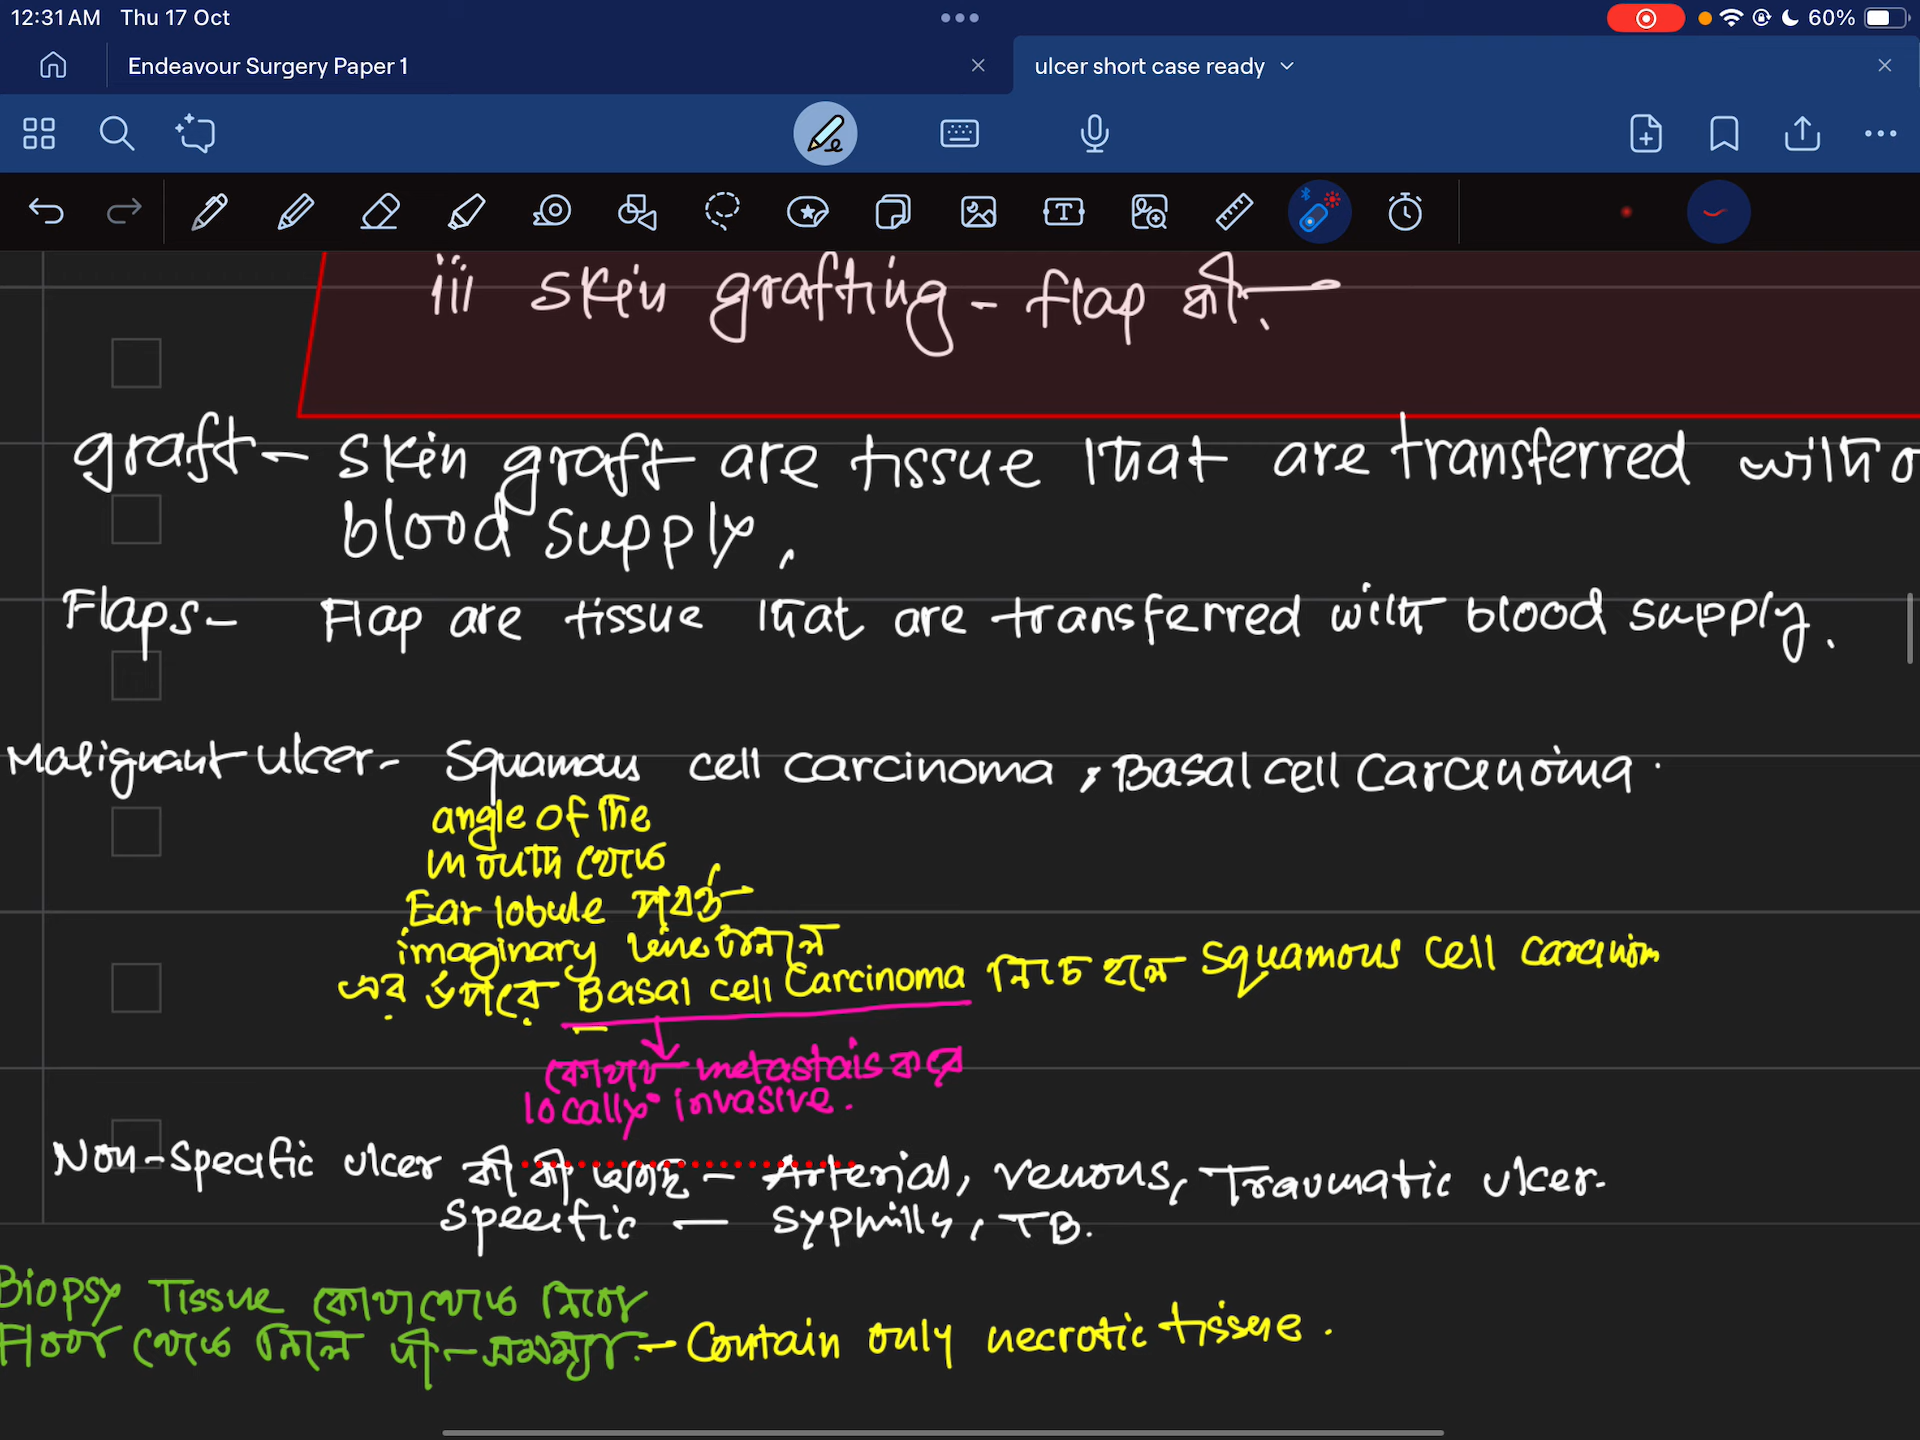 12:31 AM Thu 17 Oct
60%
Endeavour Surgery Paper 1
ulcer short case ready
iii skin grafting - flap কী
graft - skin graft are tissue that are transferred witho
blood supply,
Flaps - Flap are tissue that are transferred with blood supply.
Malignant ulcer - Squamous cell carcinoma, Basal cell Carcinoma.
angle of the
mouth থেকে
Ear lobule পর্যন্ত
imaginary line টানলে
এর উপরে Basal cell Carcinoma নিচে হলে Squamous cell carcinom
metastais করে
locally invasive.
Non-specific ulcer কী কী আছে - Arterial, venous, Traumatic ulcer.
Specific - Syphilis, TB.
Biopsy Tissue কোথা থেকে নিবো
Floor থেকে নিলে কী সমস্যা - Contain only necrotic tissue.